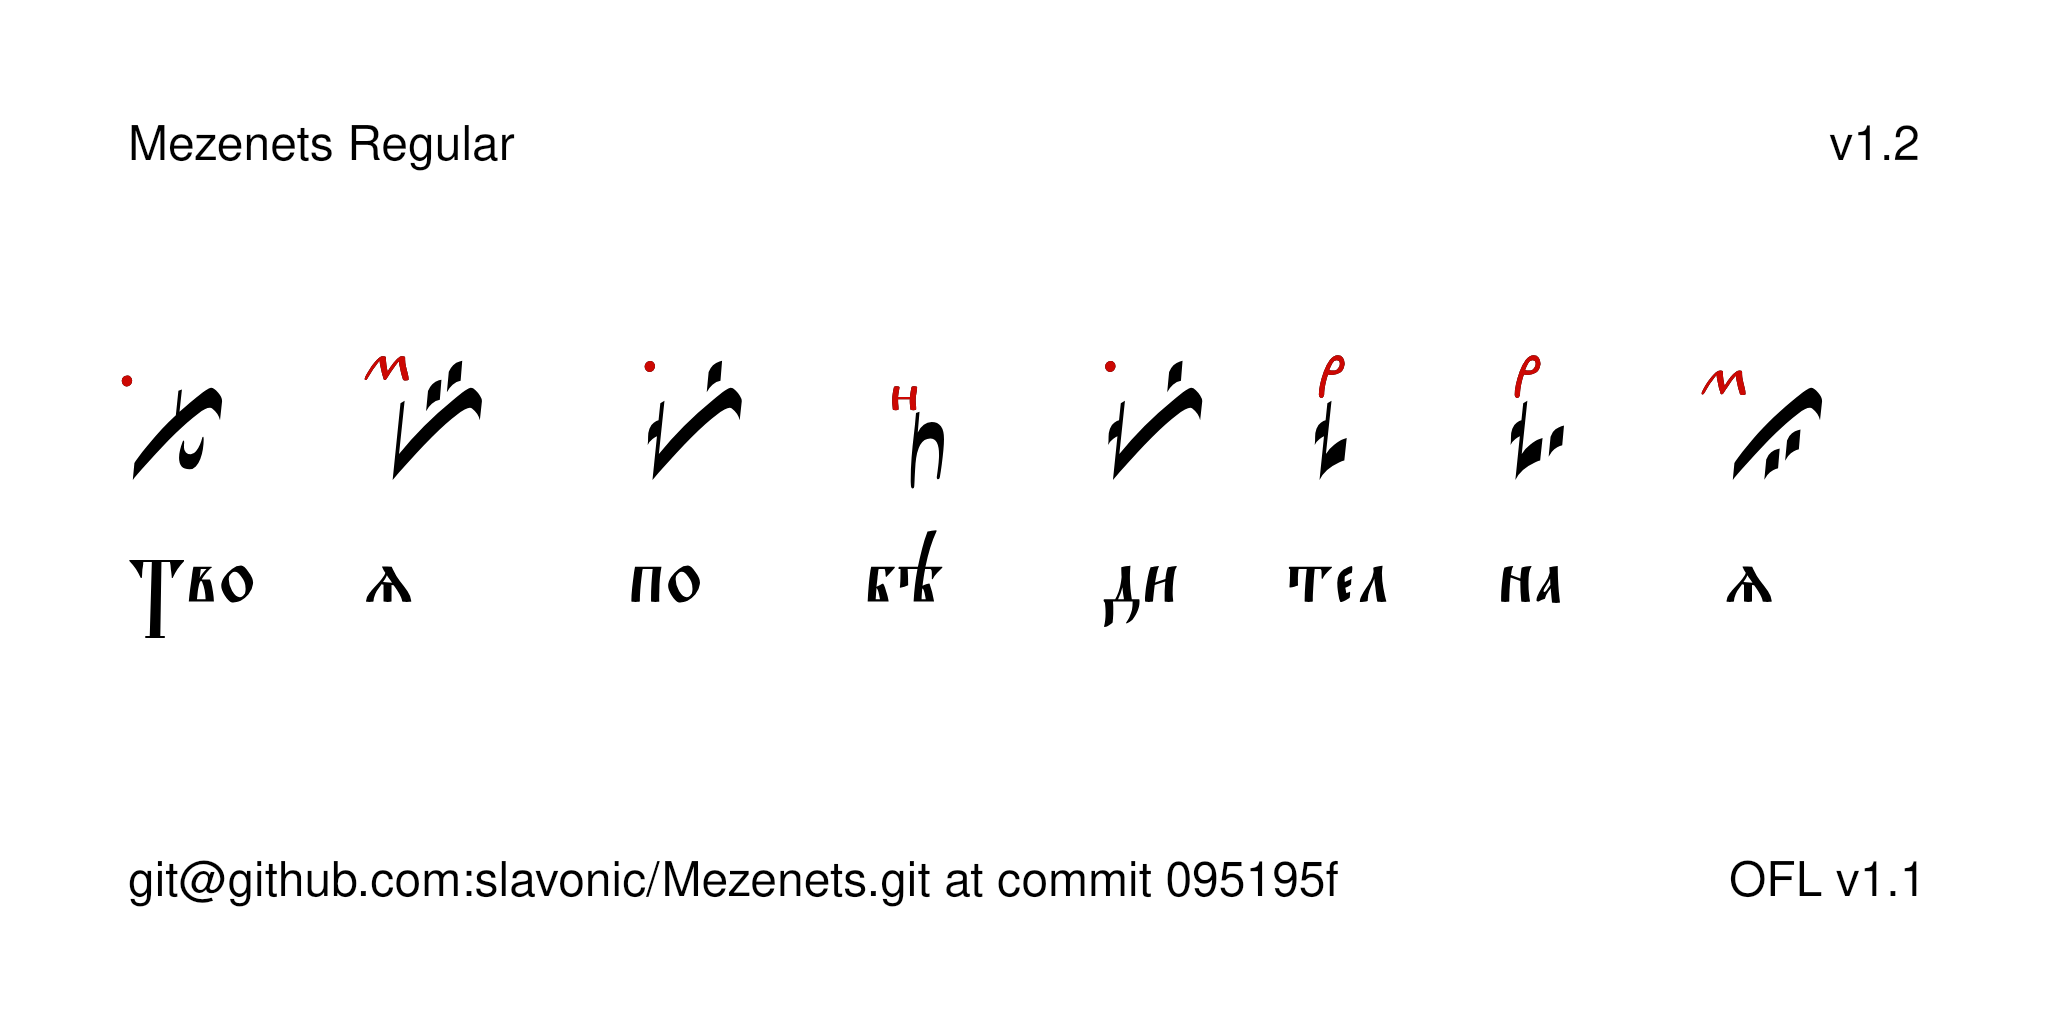 Mezenets Regular v1.2
Тво ѧ по бѣ ди тел на ѧ
git@github.com:slavonic/Mezenets.git at commit 095195f OFL v1.1